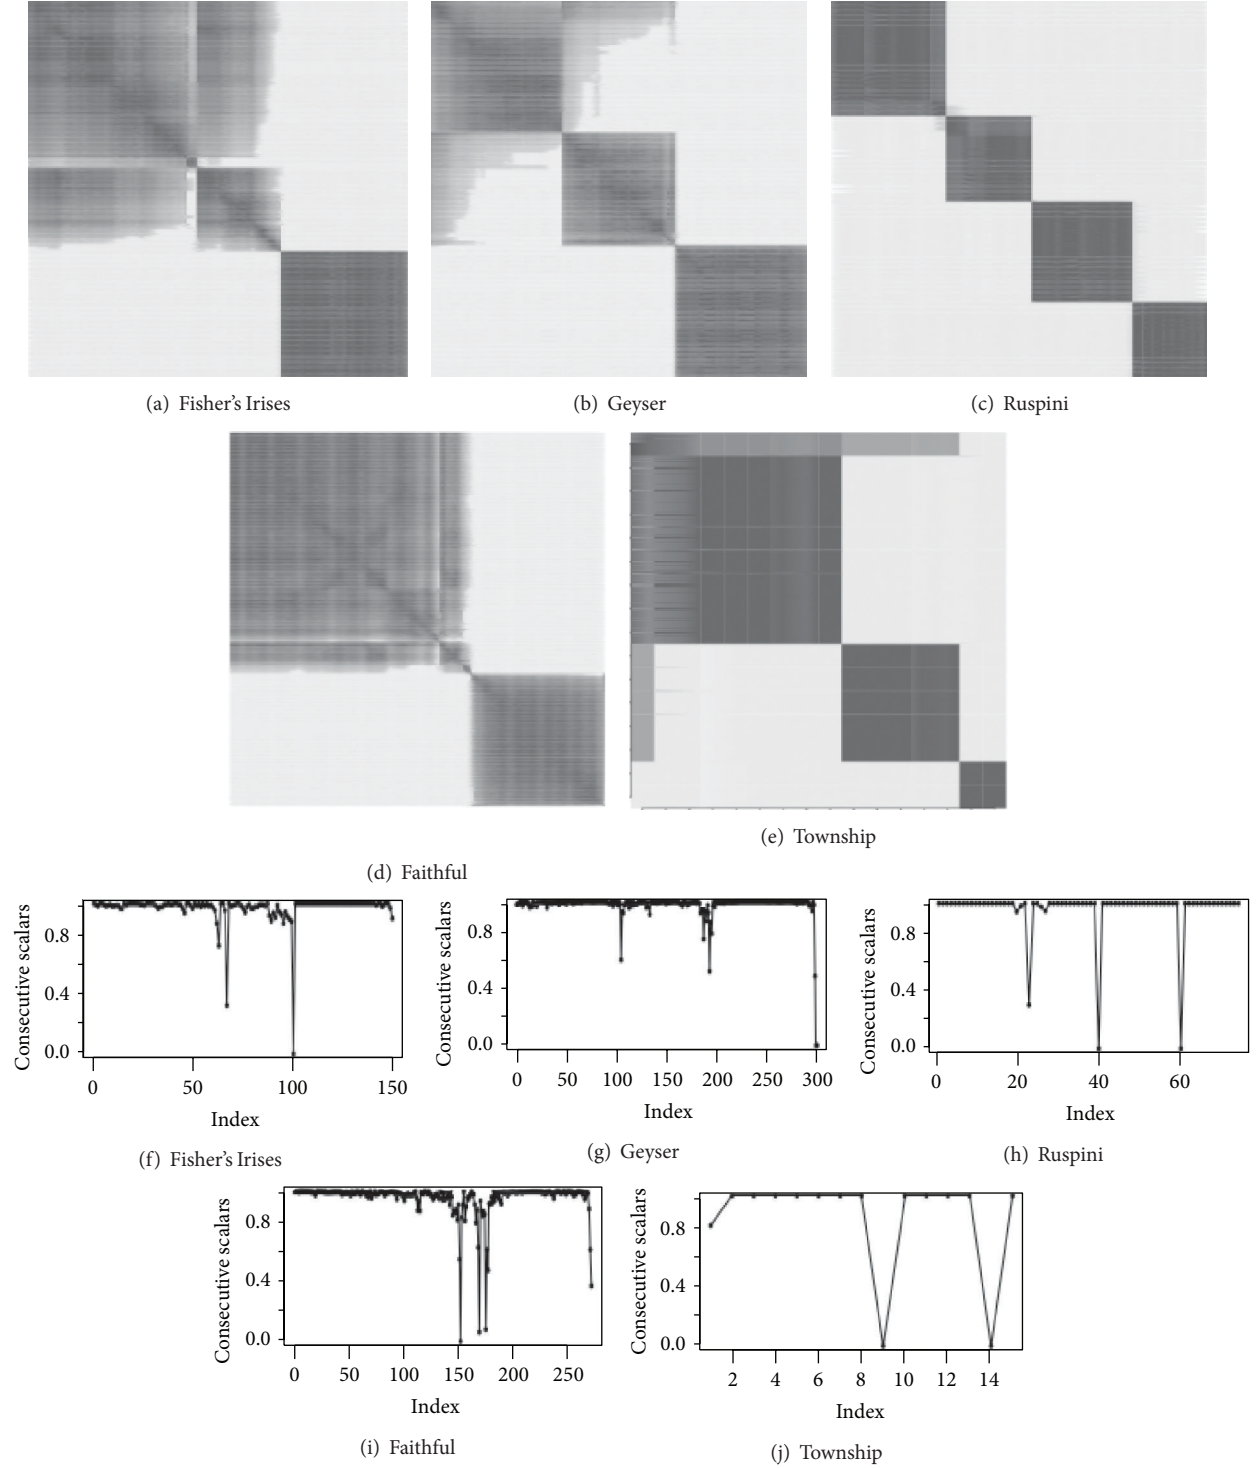 (a) Fisher's Irises
(b) Geyser
(c) Ruspini
(d) Faithful
(e) Township
Consecutive scalars
0.8
0.4
0.0
0 50 100 150
Index
(f) Fisher's Irises
Consecutive scalars
0.8
0.4
0.0
0 50 100 150 200 250 300
Index
(g) Geyser
Consecutive scalars
0.8
0.4
0.0
0 20 40 60
Index
(h) Ruspini
Consecutive scalars
0.8
0.4
0.0
0 50 100 150 200 250
Index
(i) Faithful
Consecutive scalars
0.8
0.4
0.0
2 4 6 8 10 12 14
Index
(j) Township